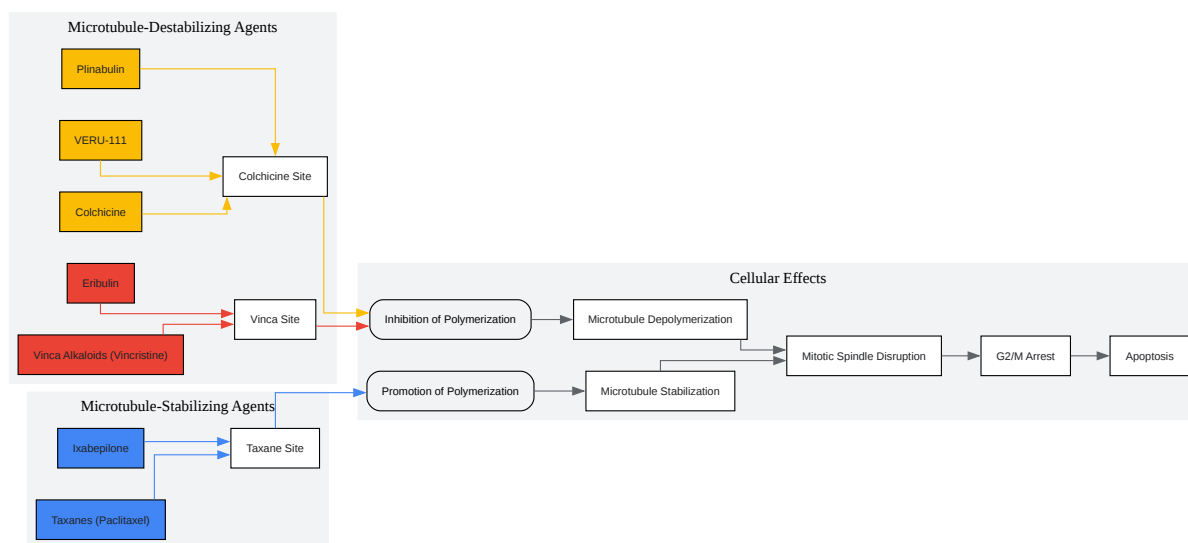 Microtubule-Destabilizing Agents
Plinabulin
VERU-111
Colchicine Site
Colchicine
Eribulin
Vinca Site
Vinca Alkaloids (Vincristine)
Cellular Effects
Inhibition of Polymerization
Microtubule Depolymerization
Mitotic Spindle Disruption
G2/M Arrest
Apoptosis
Promotion of Polymerization
Microtubule Stabilization
Microtubule-Stabilizing Agents
Ixabepilone
Taxane Site
Taxanes (Paclitaxel)